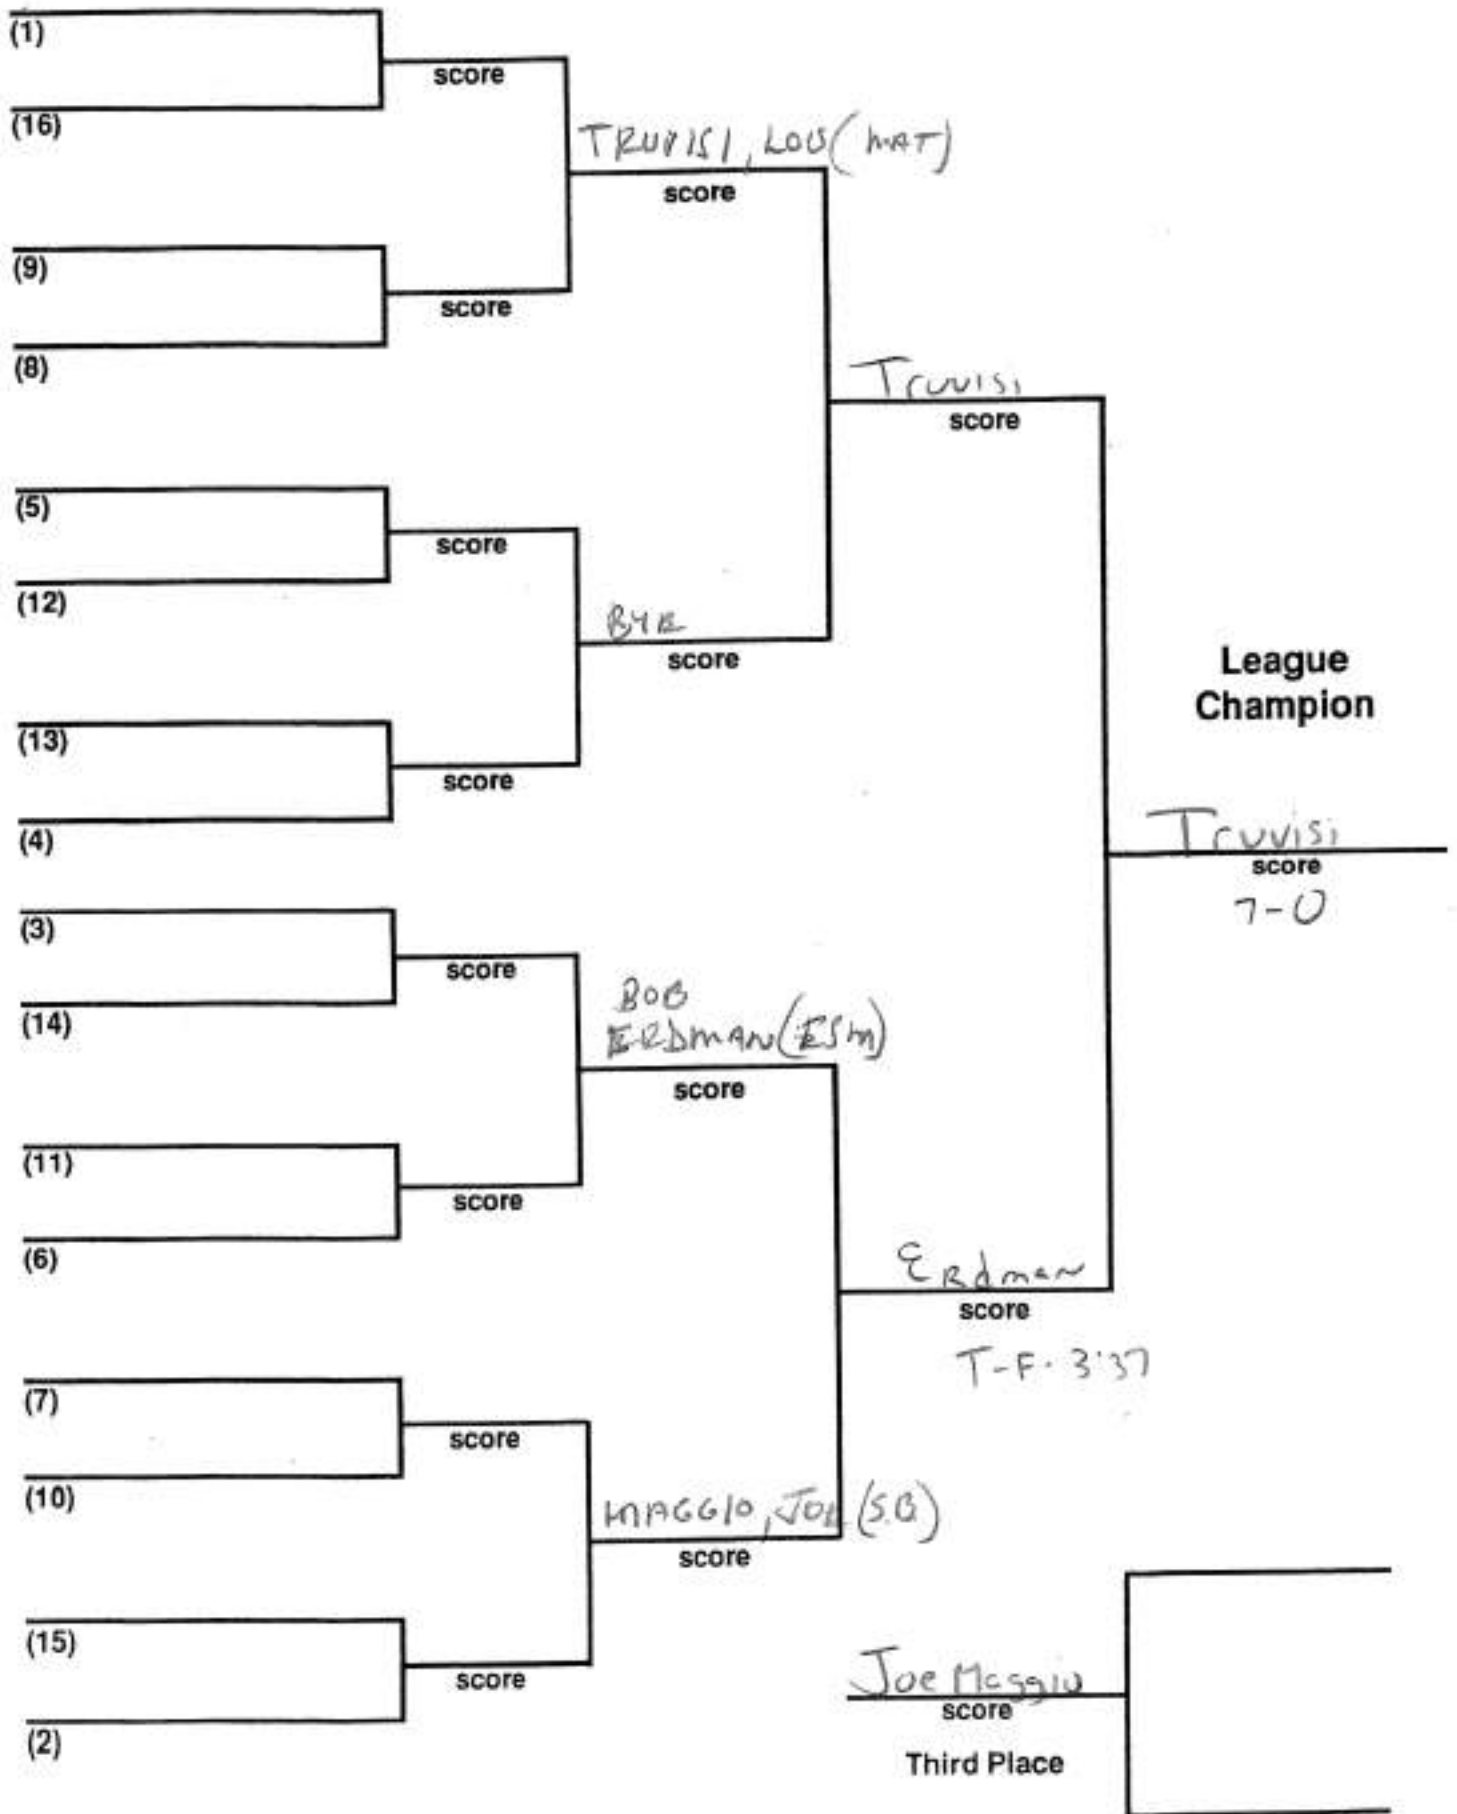 (1)
score
(16)
TRUVISI, LOU (MAT)
score
(9)
score
(8)
Truvisi
score
(5)
score
(12)
BYE
score
(13)
score
(4)
League
Champion
Truvisi
score
7-0
(3)
score
(14)
BOB
ERDMAN (ESM)
score
(11)
score
(6)
Erdman
score
T-F. 3:37
(7)
score
(10)
MAGGIO, JOE (S.B.)
score
(15)
score
(2)
Joe Maggio
score
Third Place